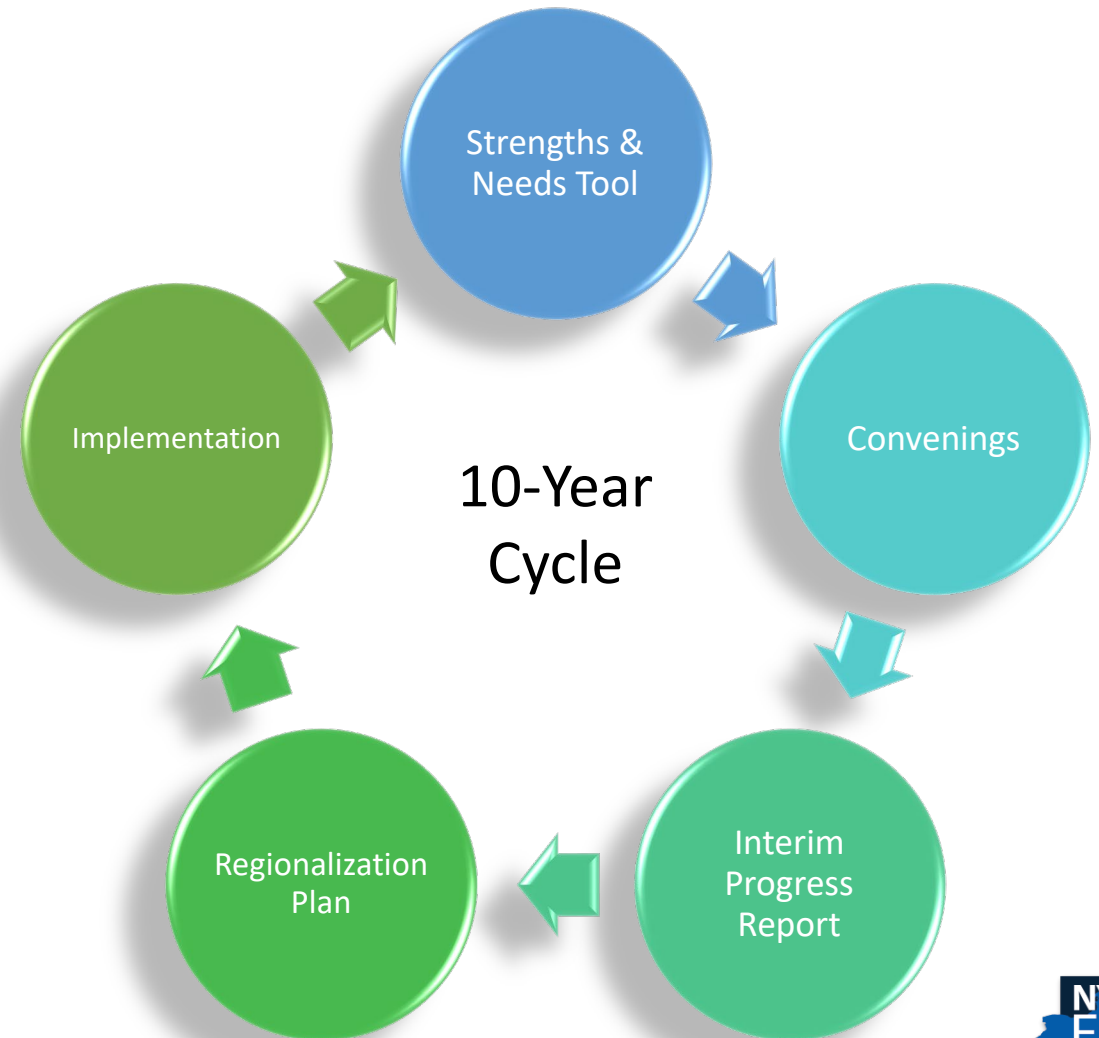 Strengths &
Needs Tool
Convenings
Interim
Progress
Report
Regionalization
Plan
Implementation
10-Year
Cycle